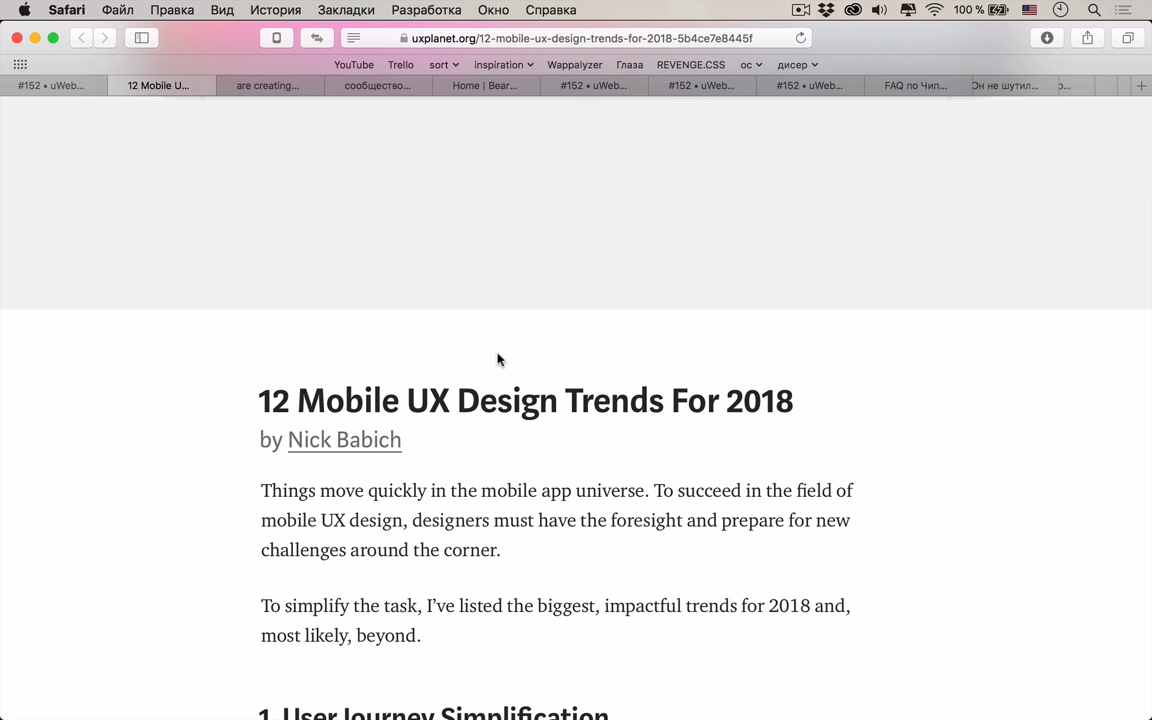 Safari Файл Правка Вид История Закладки Разработка Окно Справка 100 %
uxplanet.org/12-mobile-ux-design-trends-for-2018-5b4ce7e8445f
YouTube Trello sort inspiration Wappalyzer Глаза REVENGE.CSS ос дисер
#152 • uWeb... 12 Mobile U... are creating... сообщество... Home | Bear... #152 • uWeb... #152 • uWeb... #152 • uWeb... FAQ по Чип... Он не шутил...
12 Mobile UX Design Trends For 2018
by Nick Babich
Things move quickly in the mobile app universe. To succeed in the field of
mobile UX design, designers must have the foresight and prepare for new
challenges around the corner.
To simplify the task, I’ve listed the biggest, impactful trends for 2018 and,
most likely, beyond.
1. User Journey Simplification